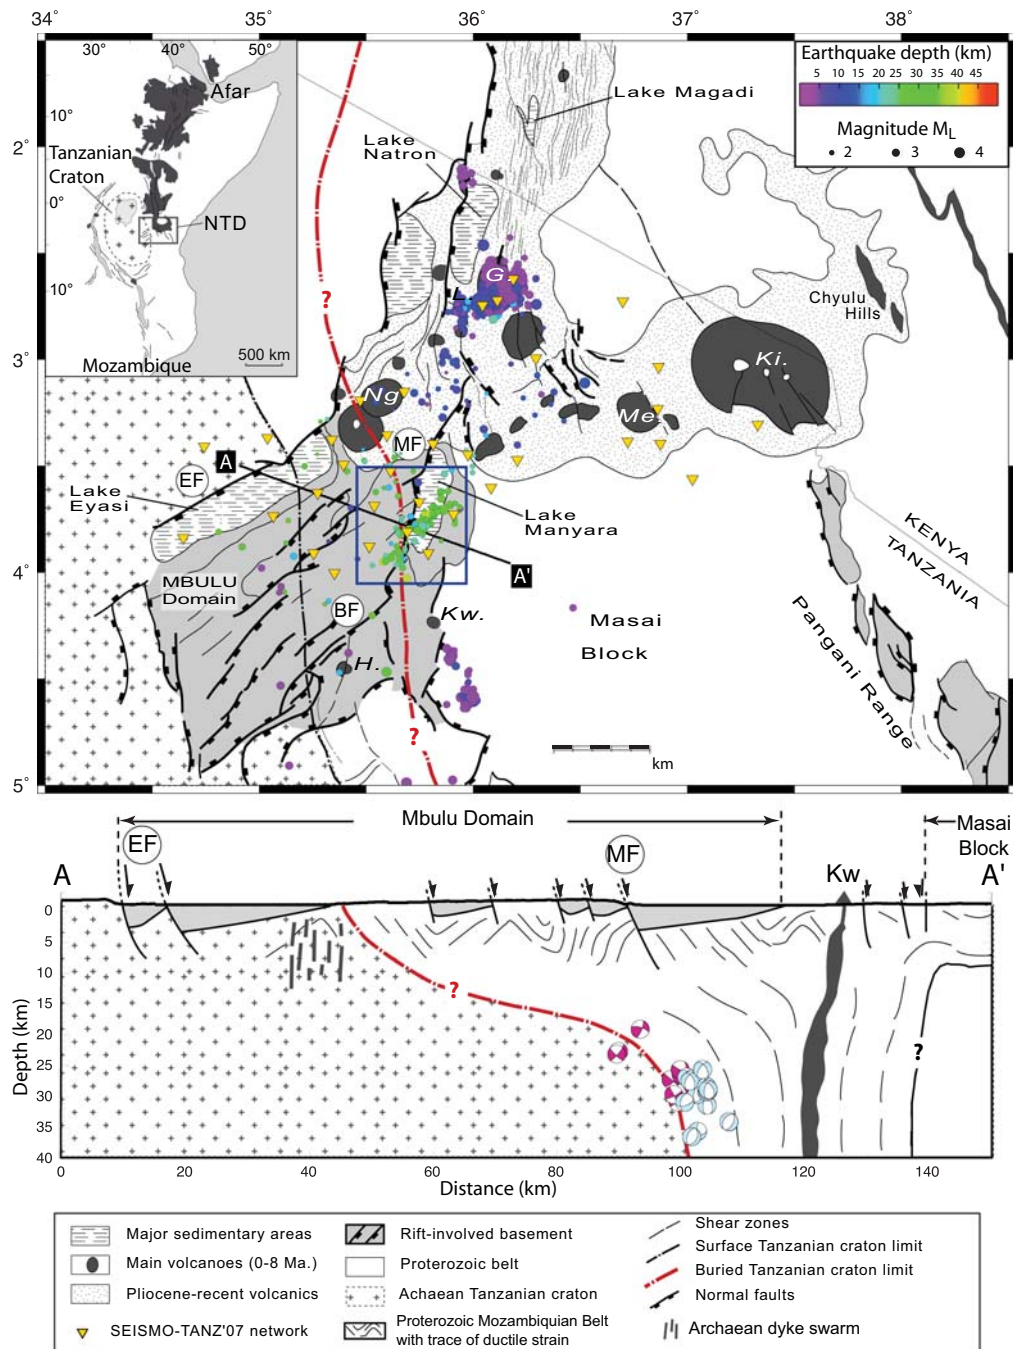 34°
35°
36°
37°
38°
30°
40°
50°
Afar
10°
Tanzanian
Craton
0°
NTD
10°
Mozambique
500 km
2°
3°
4°
5°
Earthquake depth (km)
5 10 15 20 25 30 35 40 45
Magnitude ML
2 3 4
Lake Magadi
Lake
Natron
G
L.
?
Chyulu
Hills
Ki.
Ng
Me.
MF
A
EF
Lake
Eyasi
Lake
Manyara
A'
KENYA
TANZANIA
MBULU
Domain
BF
Kw.
Masai
Block
H.
Pangani Range
?
km
Mbulu Domain
Masai
Block
EF
MF
A
Kw
A'
0
5
10
15
20
25
30
35
40
Depth (km)
?
?
0 20 40 60 80 100 120 140
Distance (km)
Major sedimentary areas
Main volcanoes (0-8 Ma.)
Pliocene-recent volcanics
SEISMO-TANZ'07 network
Rift-involved basement
Proterozoic belt
Achaean Tanzanian craton
Proterozoic Mozambiquian Belt
with trace of ductile strain
Shear zones
Surface Tanzanian craton limit
Buried Tanzanian craton limit
Normal faults
Archaean dyke swarm